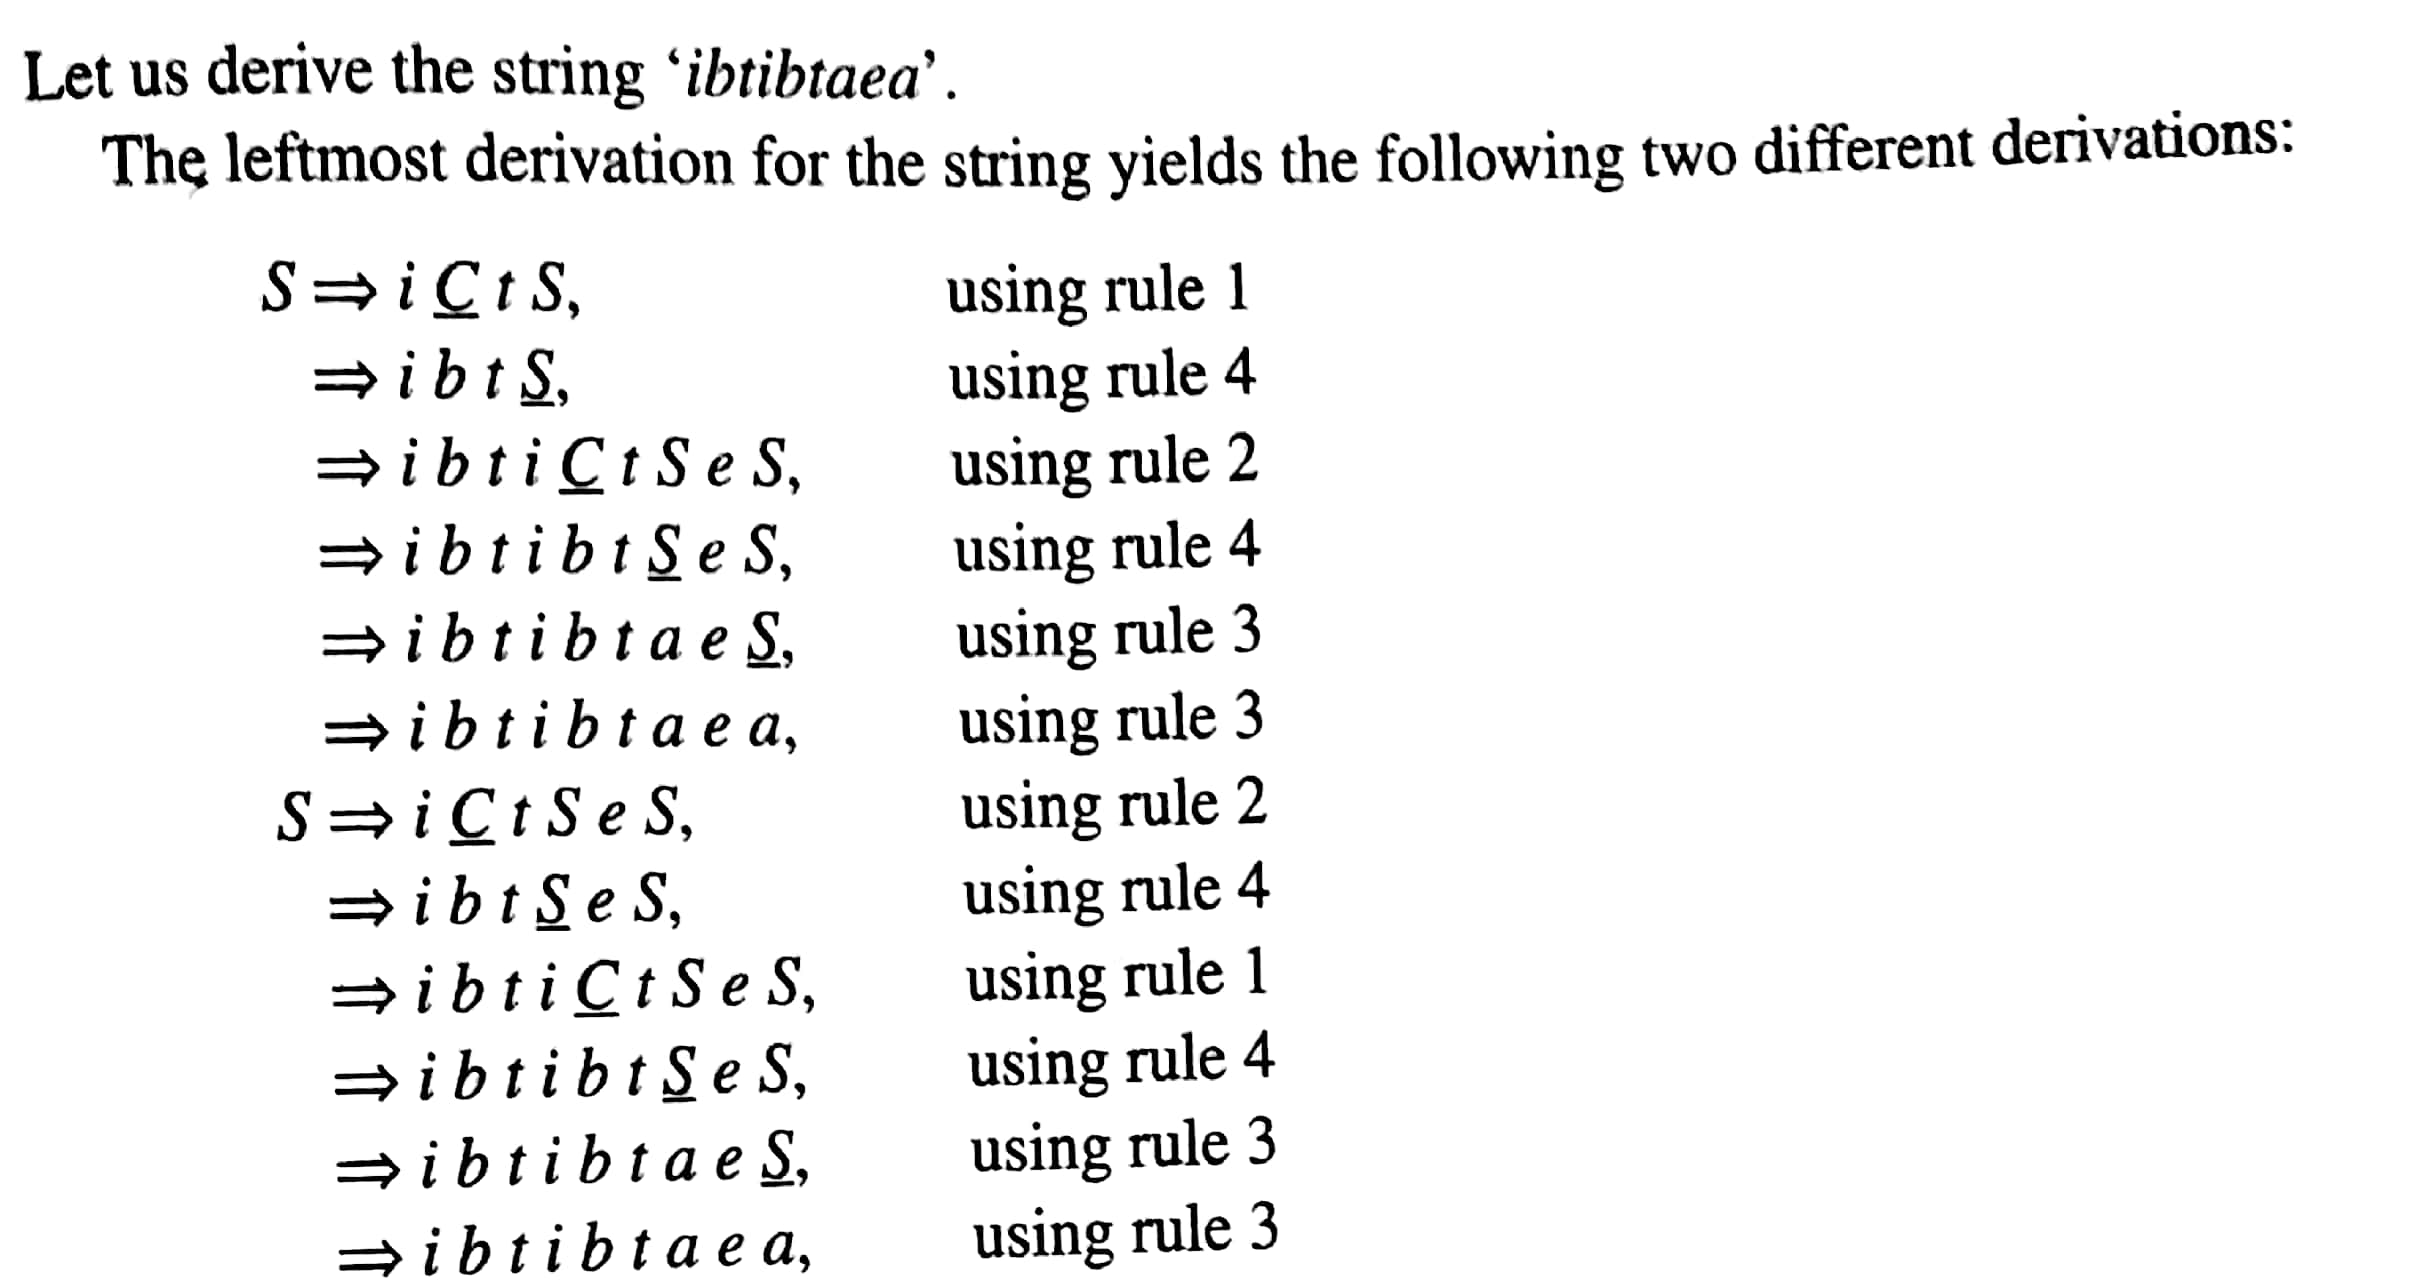 Let us derive the string ‘ibtibtaea’.
The leftmost derivation for the string yields the following two different derivations:
S ⇒ i C t S, using rule 1
⇒ i b t S, using rule 4
⇒ i b t i C t S e S, using rule 2
⇒ i b t i b t S e S, using rule 4
⇒ i b t i b t a e S, using rule 3
⇒ i b t i b t a e a, using rule 3
S ⇒ i C t S e S, using rule 2
⇒ i b t S e S, using rule 4
⇒ i b t i C t S e S, using rule 1
⇒ i b t i b t S e S, using rule 4
⇒ i b t i b t a e S, using rule 3
⇒ i b t i b t a e a, using rule 3